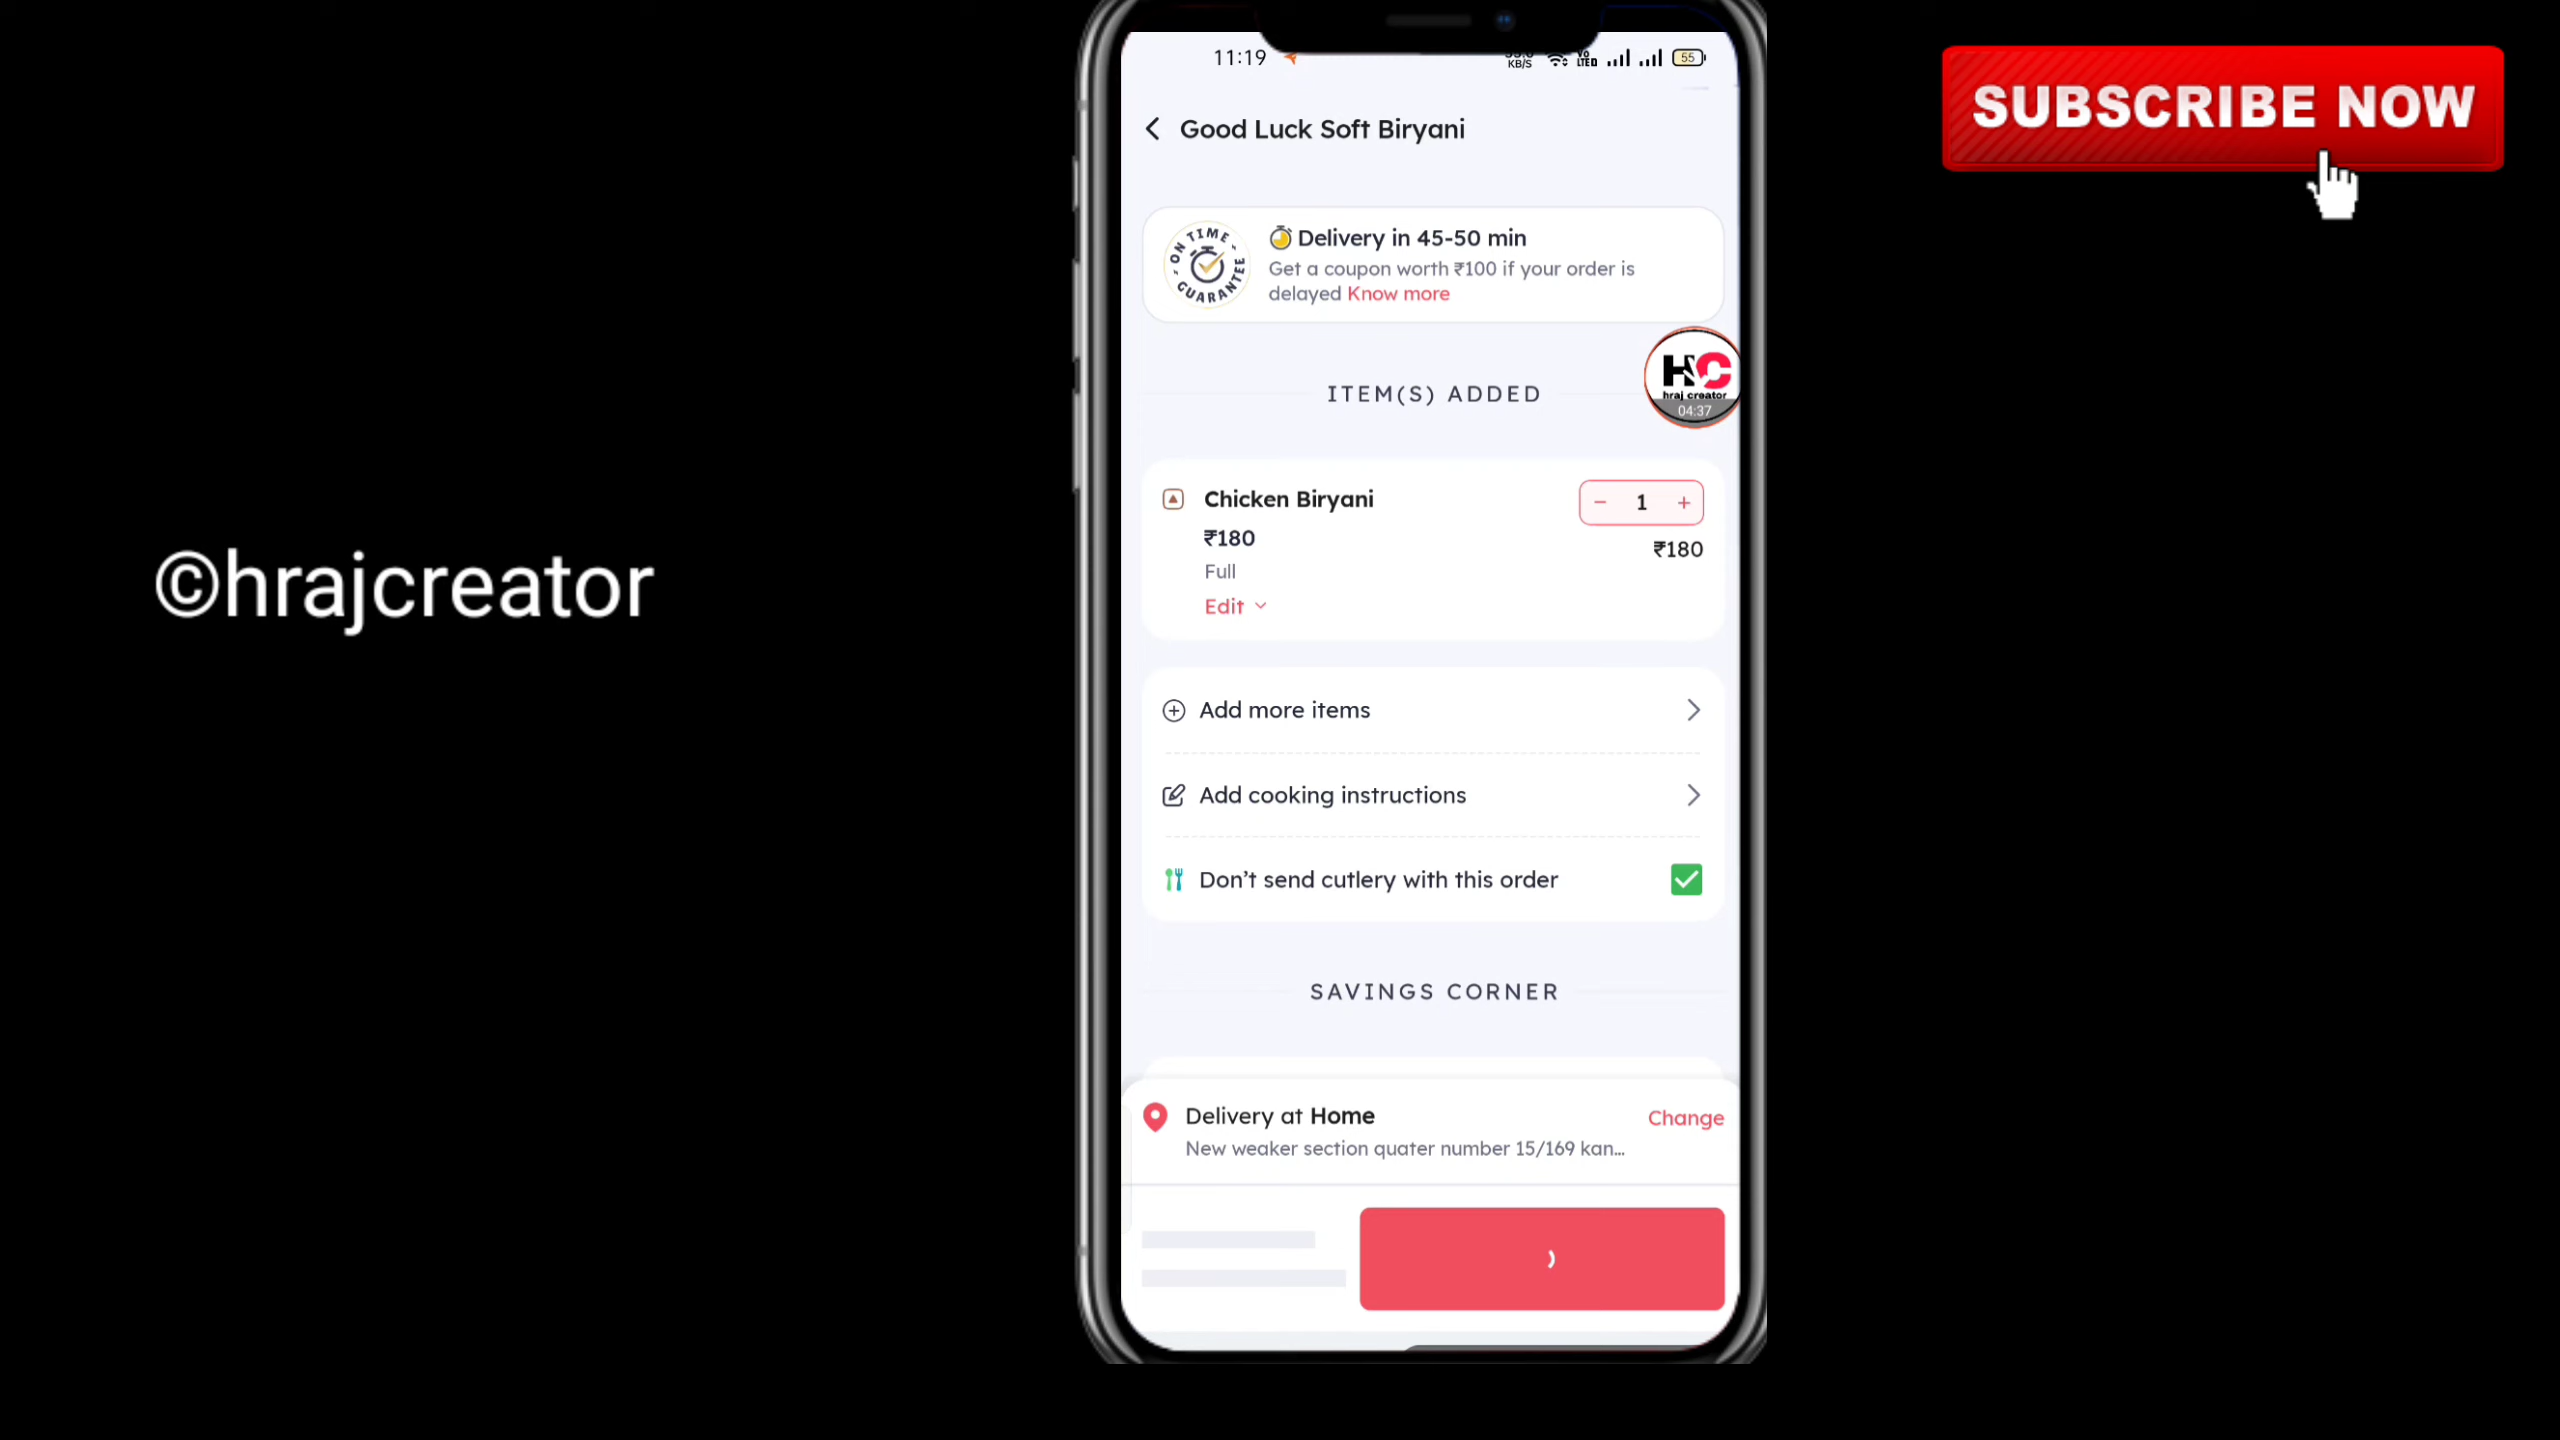 11:19
KB/S
LTE
55
SUBSCRIBE NOW
Good Luck Soft Biryani
ON TIME
GUARANTEE
Delivery in 45-50 min
Get a coupon worth ₹100 if your order is
delayed Know more
HC
hraj creator
04:37
ITEM(S) ADDED
Chicken Biryani
1
₹180
₹180
Full
Edit
©hrajcreator
Add more items
Add cooking instructions
Don't send cutlery with this order
SAVINGS CORNER
Delivery at Home
Change
New weaker section quater number 15/169 kan...